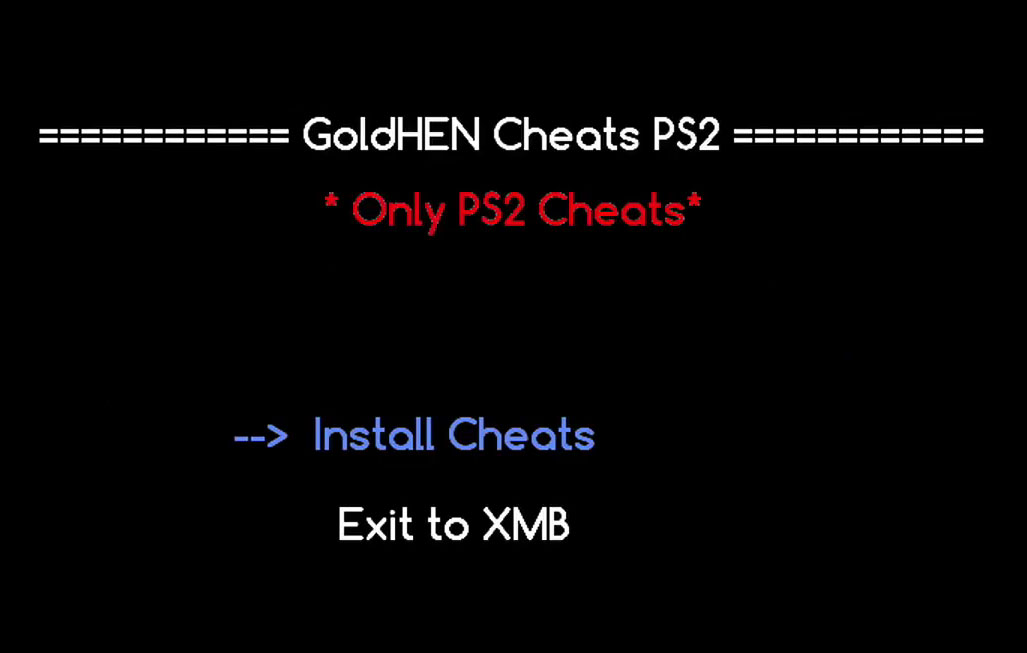 ============ GoldHEN Cheats PS2 ============
* Only PS2 Cheats*
--> Install Cheats
Exit to XMB